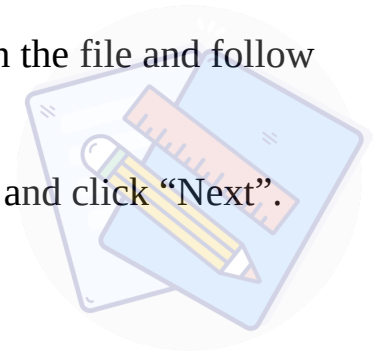 the file and follow
and click “Next”.